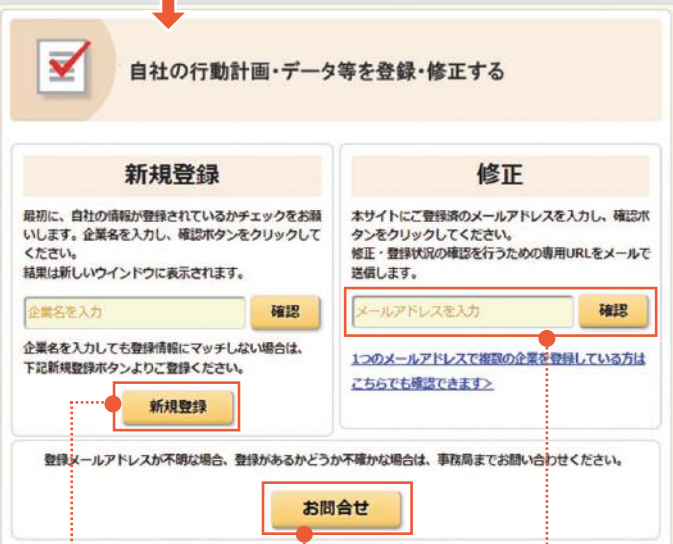 自社の行動計画・データ等を登録・修正する
新規登録
最初に、自社の情報が登録されているかチェックをお願
いします。企業名を入力し、確認ボタンをクリックして
ください。
結果は新しいウインドウに表示されます。
企業名を入力
確認
企業名を入力しても登録情報にマッチしない場合は、
下記新規登録ボタンよりご登録ください。
新規登録
修正
本サイトにご登録済のメールアドレスを入力し、確認ボ
タンをクリックしてください。
修正・登録状況の確認を行うための専用URLをメールで
送信します。
メールアドレスを入力
確認
1つのメールアドレスで複数の企業を登録している方は
こちらでも確認できます>
登録メールアドレスが不明な場合、登録があるかどうか不確かな場合は、事務局までお問い合わせください。
お問合せ